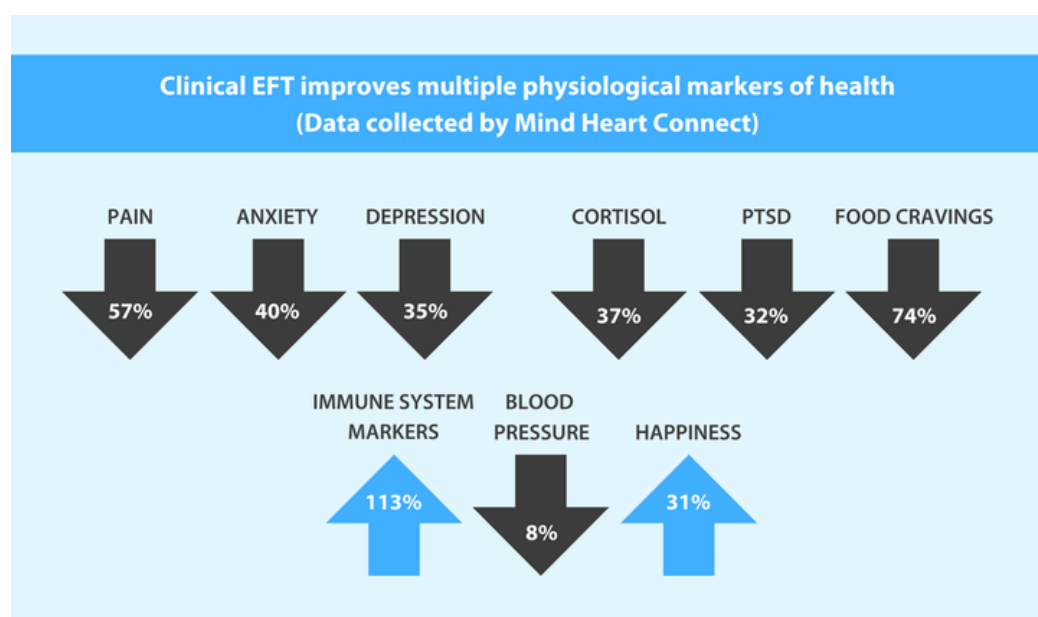 Clinical EFT improves multiple physiological markers of health
(Data collected by Mind Heart Connect)
PAIN
ANXIETY
DEPRESSION
CORTISOL
PTSD
FOOD CRAVINGS
57%
40%
35%
37%
32%
74%
IMMUNE SYSTEM
MARKERS
BLOOD
PRESSURE
HAPPINESS
113%
8%
31%